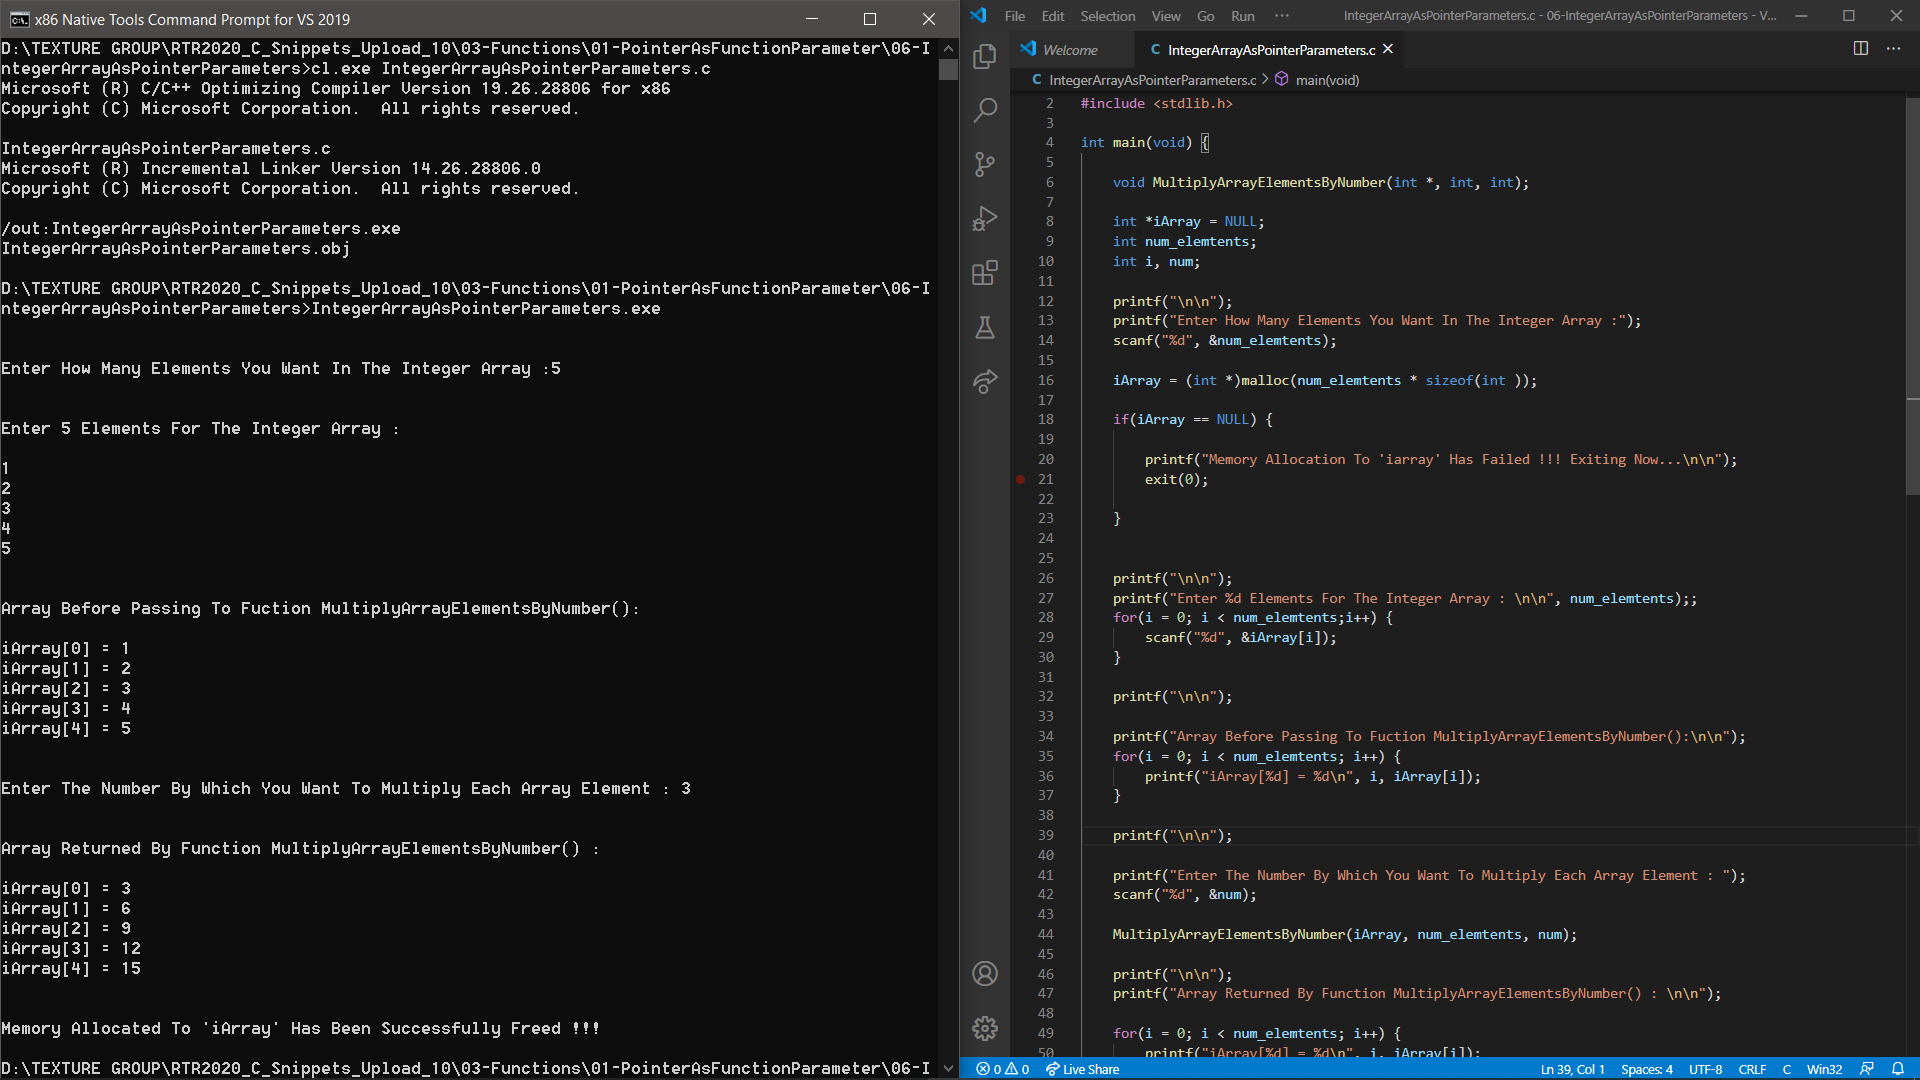 x86 Native Tools Command Prompt for VS 2019
D:\TEXTURE GROUP\RTR2020_C_Snippets_Upload_10\03-Functions\01-PointerAsFunctionParameter\06-I
ntegerArrayAsPointerParameters>cl.exe IntegerArrayAsPointerParameters.c
Microsoft (R) C/C++ Optimizing Compiler Version 19.26.28806 for x86
Copyright (C) Microsoft Corporation.  All rights reserved.
IntegerArrayAsPointerParameters.c
Microsoft (R) Incremental Linker Version 14.26.28806.0
Copyright (C) Microsoft Corporation.  All rights reserved.
/out:IntegerArrayAsPointerParameters.exe
IntegerArrayAsPointerParameters.obj
D:\TEXTURE GROUP\RTR2020_C_Snippets_Upload_10\03-Functions\01-PointerAsFunctionParameter\06-I
ntegerArrayAsPointerParameters>IntegerArrayAsPointerParameters.exe
Enter How Many Elements You Want In The Integer Array :5
Enter 5 Elements For The Integer Array :
1
2
3
4
5
Array Before Passing To Fuction MultiplyArrayElementsByNumber():
iArray[0] = 1
iArray[1] = 2
iArray[2] = 3
iArray[3] = 4
iArray[4] = 5
Enter The Number By Which You Want To Multiply Each Array Element : 3
Array Returned By Function MultiplyArrayElementsByNumber() :
iArray[0] = 3
iArray[1] = 6
iArray[2] = 9
iArray[3] = 12
iArray[4] = 15
Memory Allocated To 'iArray' Has Been Successfully Freed !!!
D:\TEXTURE GROUP\RTR2020_C_Snippets_Upload_10\03-Functions\01-PointerAsFunctionParameter\06-I
File Edit Selection View Go Run ··· IntegerArrayAsPointerParameters.c - 06-IntegerArrayAsPointerParameters - V...
Welcome C IntegerArrayAsPointerParameters.c
C IntegerArrayAsPointerParameters.c > main(void)
2 #include <stdlib.h>
3
4 int main(void) {
5
6 void MultiplyArrayElementsByNumber(int *, int, int);
7
8 int *iArray = NULL;
9 int num_elemtents;
10 int i, num;
11
12 printf("\n\n");
13 printf("Enter How Many Elements You Want In The Integer Array :");
14 scanf("%d", &num_elemtents);
15
16 iArray = (int *)malloc(num_elemtents * sizeof(int ));
17
18 if(iArray == NULL) {
19
20 printf("Memory Allocation To 'iarray' Has Failed !!! Exiting Now...\n\n");
21 exit(0);
22
23 }
24
25
26 printf("\n\n");
27 printf("Enter %d Elements For The Integer Array : \n\n", num_elemtents);;
28 for(i = 0; i < num_elemtents;i++) {
29 scanf("%d", &iArray[i]);
30 }
31
32 printf("\n\n");
33
34 printf("Array Before Passing To Fuction MultiplyArrayElementsByNumber():\n\n");
35 for(i = 0; i < num_elemtents; i++) {
36 printf("iArray[%d] = %d\n", i, iArray[i]);
37 }
38
39 printf("\n\n");
40
41 printf("Enter The Number By Which You Want To Multiply Each Array Element : ");
42 scanf("%d", &num);
43
44 MultiplyArrayElementsByNumber(iArray, num_elemtents, num);
45
46 printf("\n\n");
47 printf("Array Returned By Function MultiplyArrayElementsByNumber() : \n\n");
48
49 for(i = 0; i < num_elemtents; i++) {
50 printf("iArray[%d] = %d\n", i, iArray[i]);
0 0 Live Share Ln 39, Col 1 Spaces: 4 UTF-8 CRLF C Win32